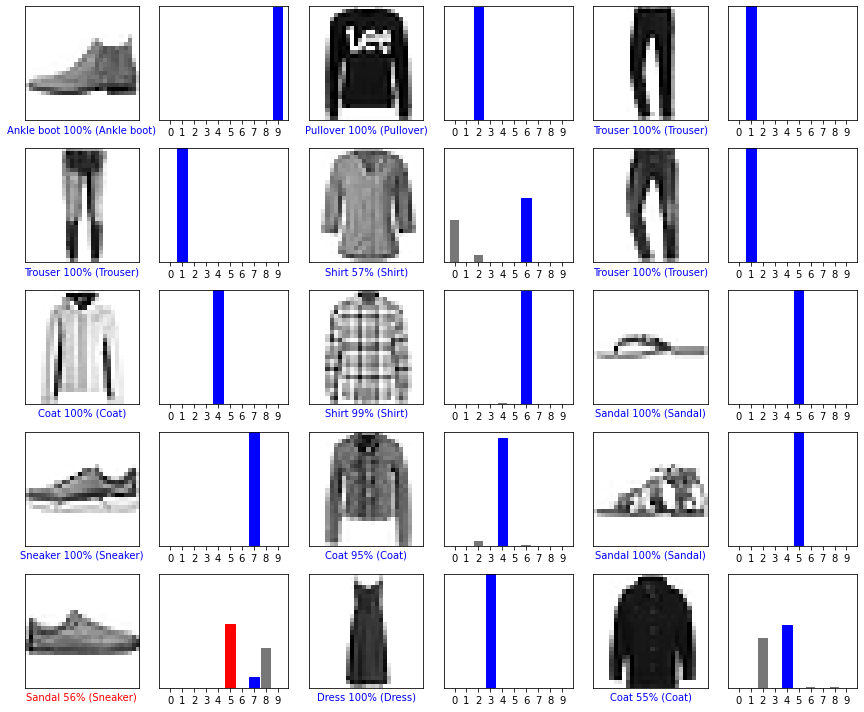 Lee
Ankle boot 100% (Ankle boot)
0 1 2 3 4 5 6 7 8 9
Pullover 100% (Pullover)
0 1 2 3 4 5 6 7 8 9
Trouser 100% (Trouser)
0 1 2 3 4 5 6 7 8 9
Trouser 100% (Trouser)
0 1 2 3 4 5 6 7 8 9
Shirt 57% (Shirt)
0 1 2 3 4 5 6 7 8 9
Trouser 100% (Trouser)
0 1 2 3 4 5 6 7 8 9
Coat 100% (Coat)
0 1 2 3 4 5 6 7 8 9
Shirt 99% (Shirt)
0 1 2 3 4 5 6 7 8 9
Sandal 100% (Sandal)
0 1 2 3 4 5 6 7 8 9
Sneaker 100% (Sneaker)
0 1 2 3 4 5 6 7 8 9
Coat 95% (Coat)
0 1 2 3 4 5 6 7 8 9
Sandal 100% (Sandal)
0 1 2 3 4 5 6 7 8 9
Sandal 56% (Sneaker)
0 1 2 3 4 5 6 7 8 9
Dress 100% (Dress)
0 1 2 3 4 5 6 7 8 9
Coat 55% (Coat)
0 1 2 3 4 5 6 7 8 9